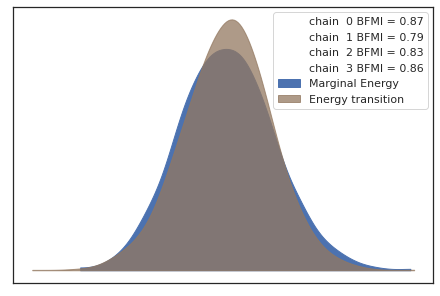 chain  0 BFMI = 0.87
chain  1 BFMI = 0.79
chain  2 BFMI = 0.83
chain  3 BFMI = 0.86
Marginal Energy
Energy transition